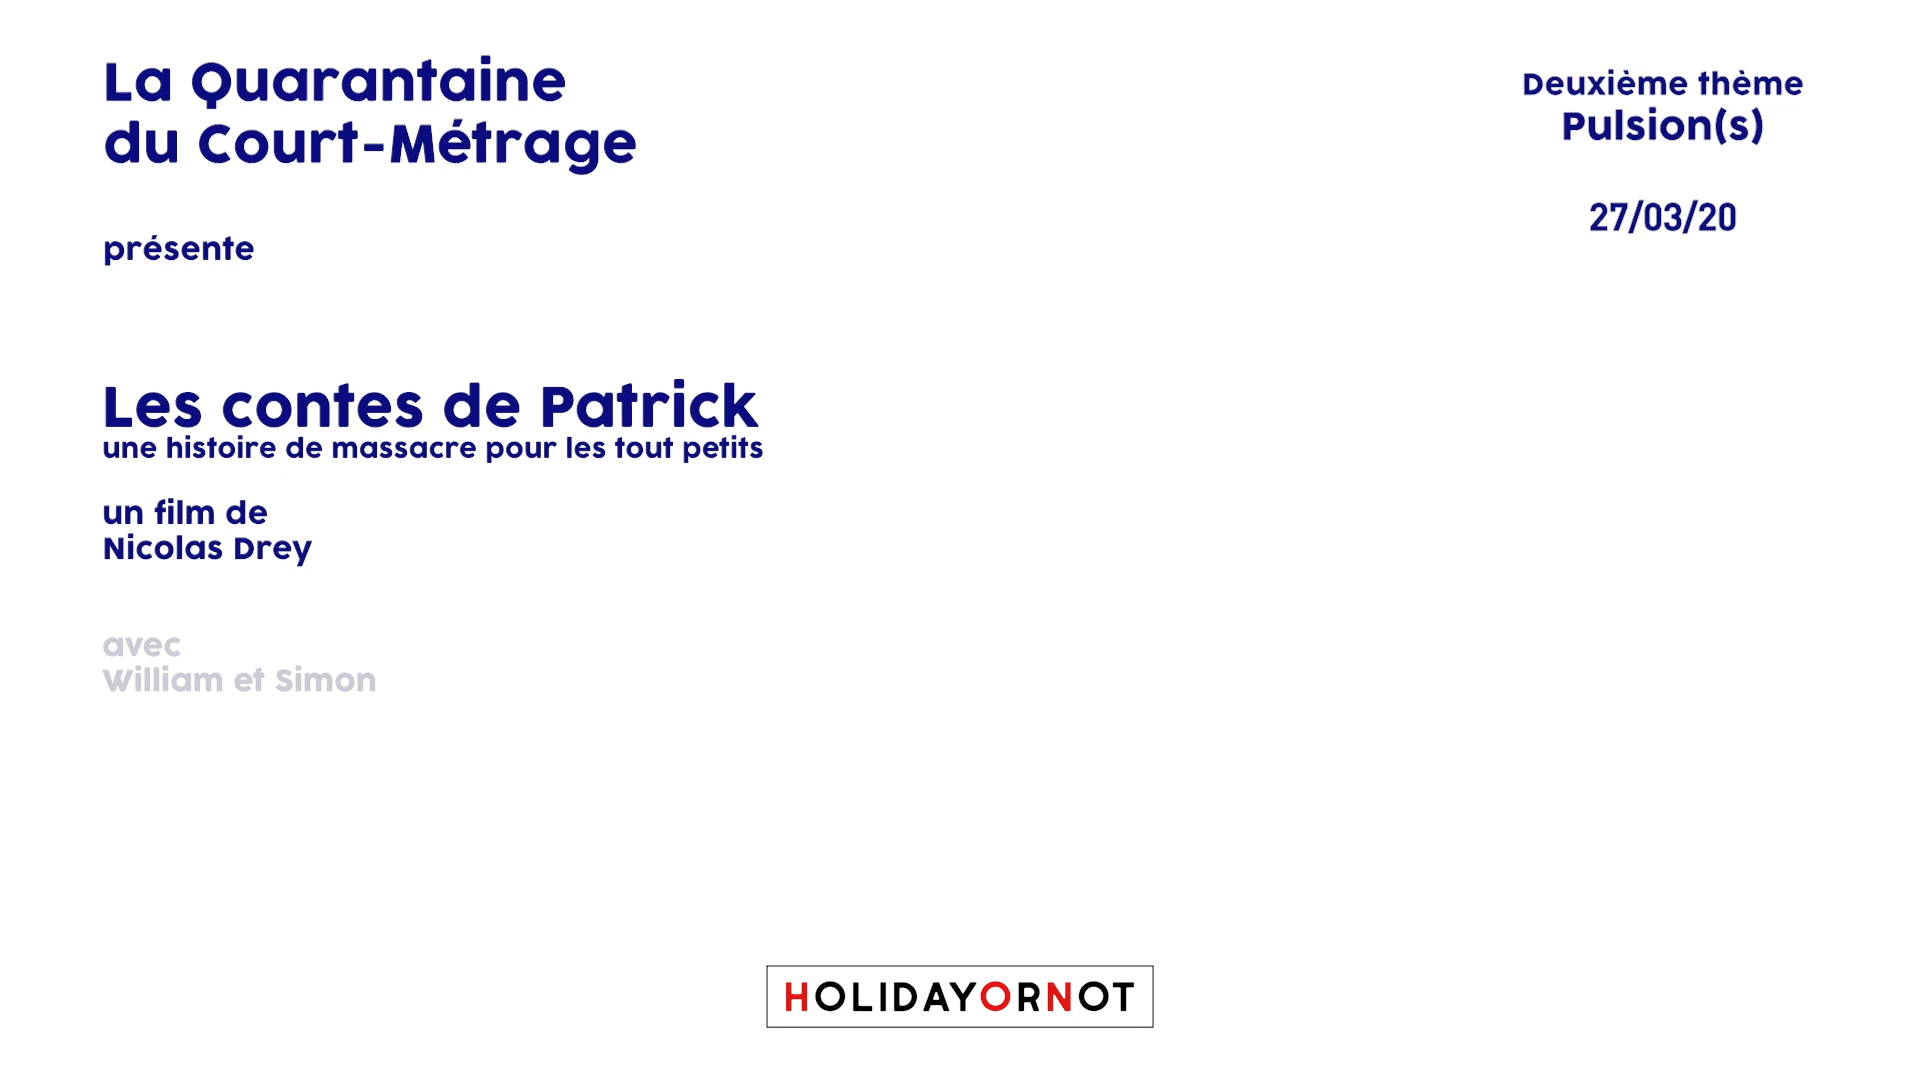 La Quarantaine
du Court-Métrage
présente
Deuxième thème
Pulsion(s)
27/03/20
Les contes de Patrick
une histoire de massacre pour les tout petits
un film de
Nicolas Drey
avec
William et Simon
HOLIDAYORNOT